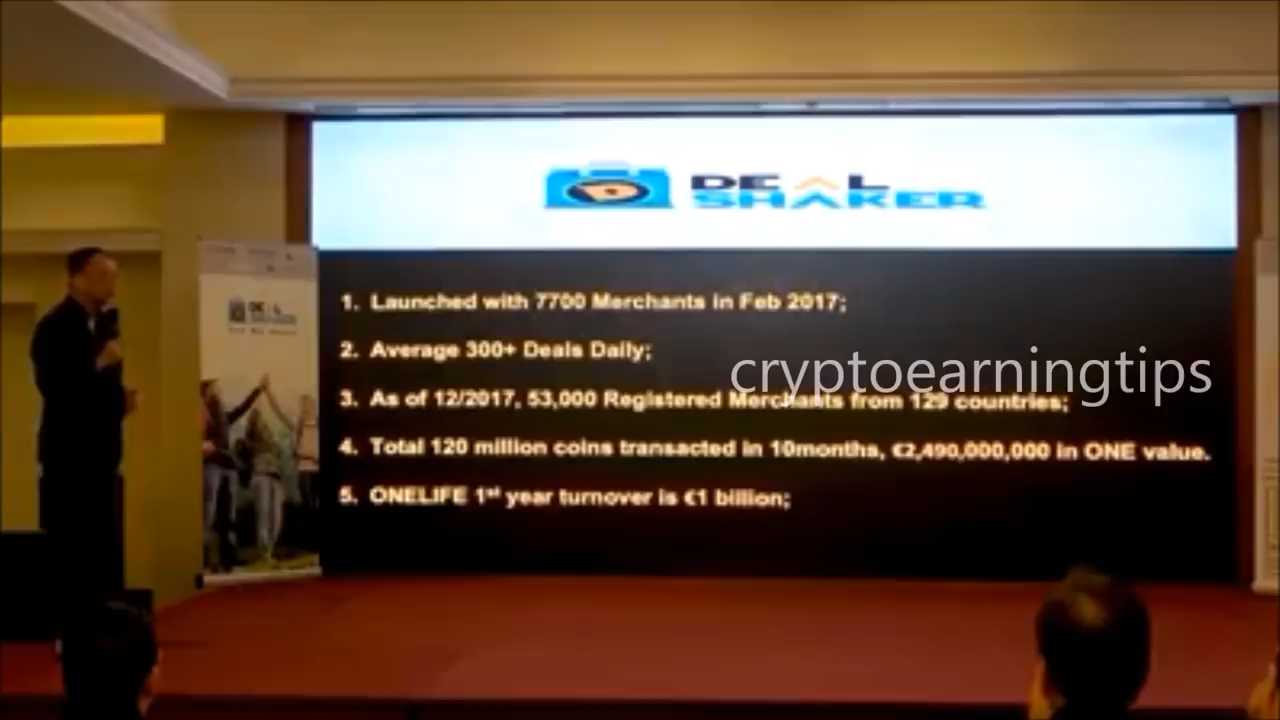 DEAL
SHAKER
1. Launched with 7700 Merchants in Feb 2017;
2. Average 300+ Deals Daily;
cryptoearningtips
3. As of 12/2017, 53,000 Registered Merchants from 129 countries;
4. Total 120 million coins transacted in 10months, €2,490,000,000 in ONE value.
5. ONELIFE 1st year turnover is €1 billion;
DEAL
SHAKER